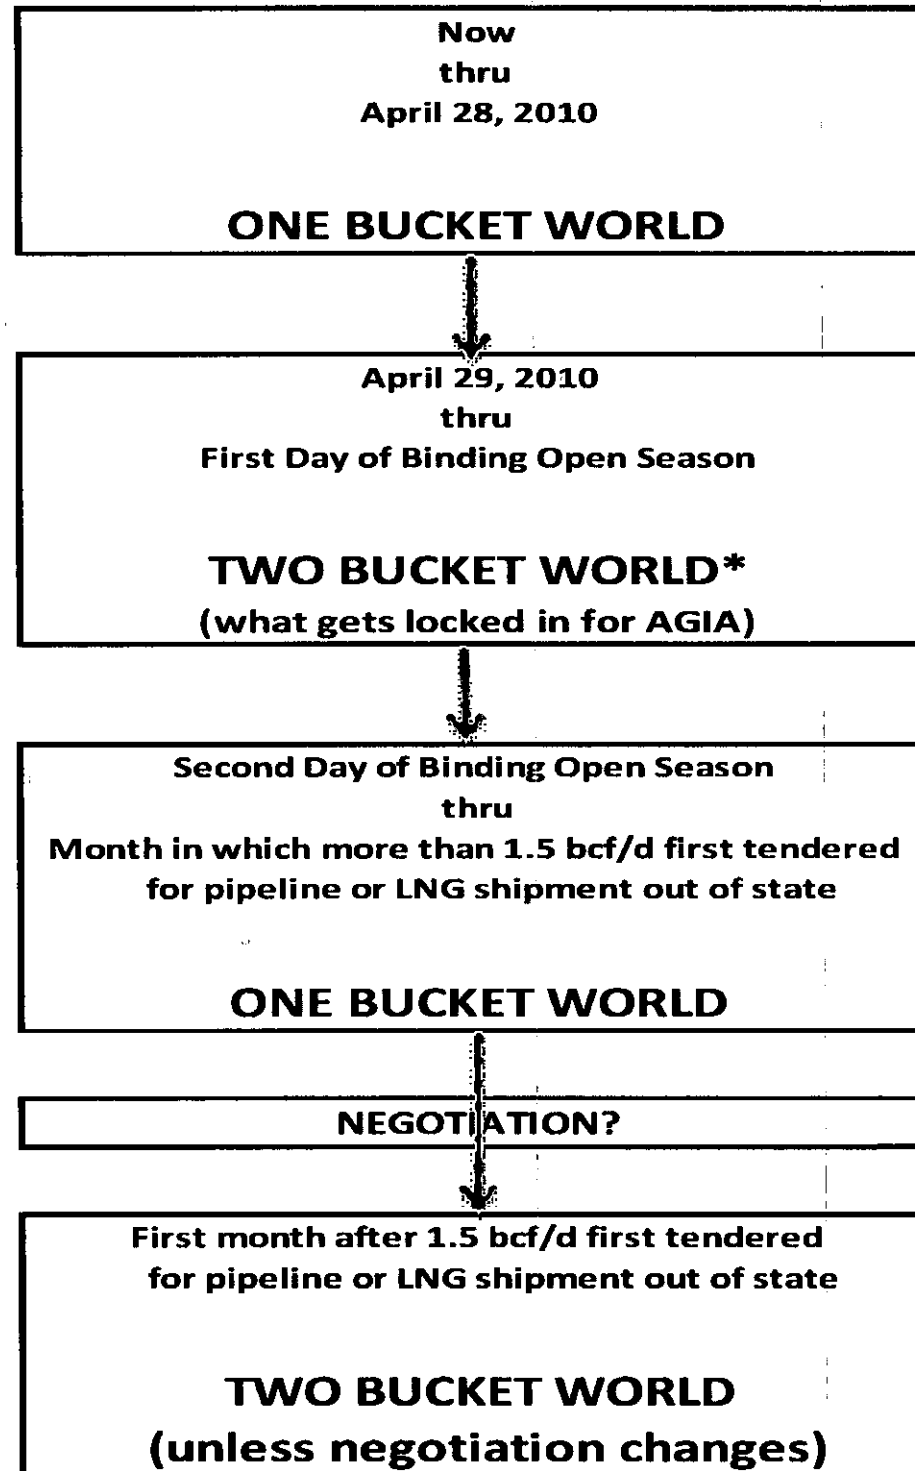 Now
thru
April 28, 2010
ONE BUCKET WORLD
April 29, 2010
thru
First Day of Binding Open Season
TWO BUCKET WORLD*
(what gets locked in for AGIA)
Second Day of Binding Open Season
thru
Month in which more than 1.5 bcf/d first tendered
for pipeline or LNG shipment out of state
ONE BUCKET WORLD
NEGOTIATION?
First month after 1.5 bcf/d first tendered
for pipeline or LNG shipment out of state
TWO BUCKET WORLD
(unless negotiation changes)